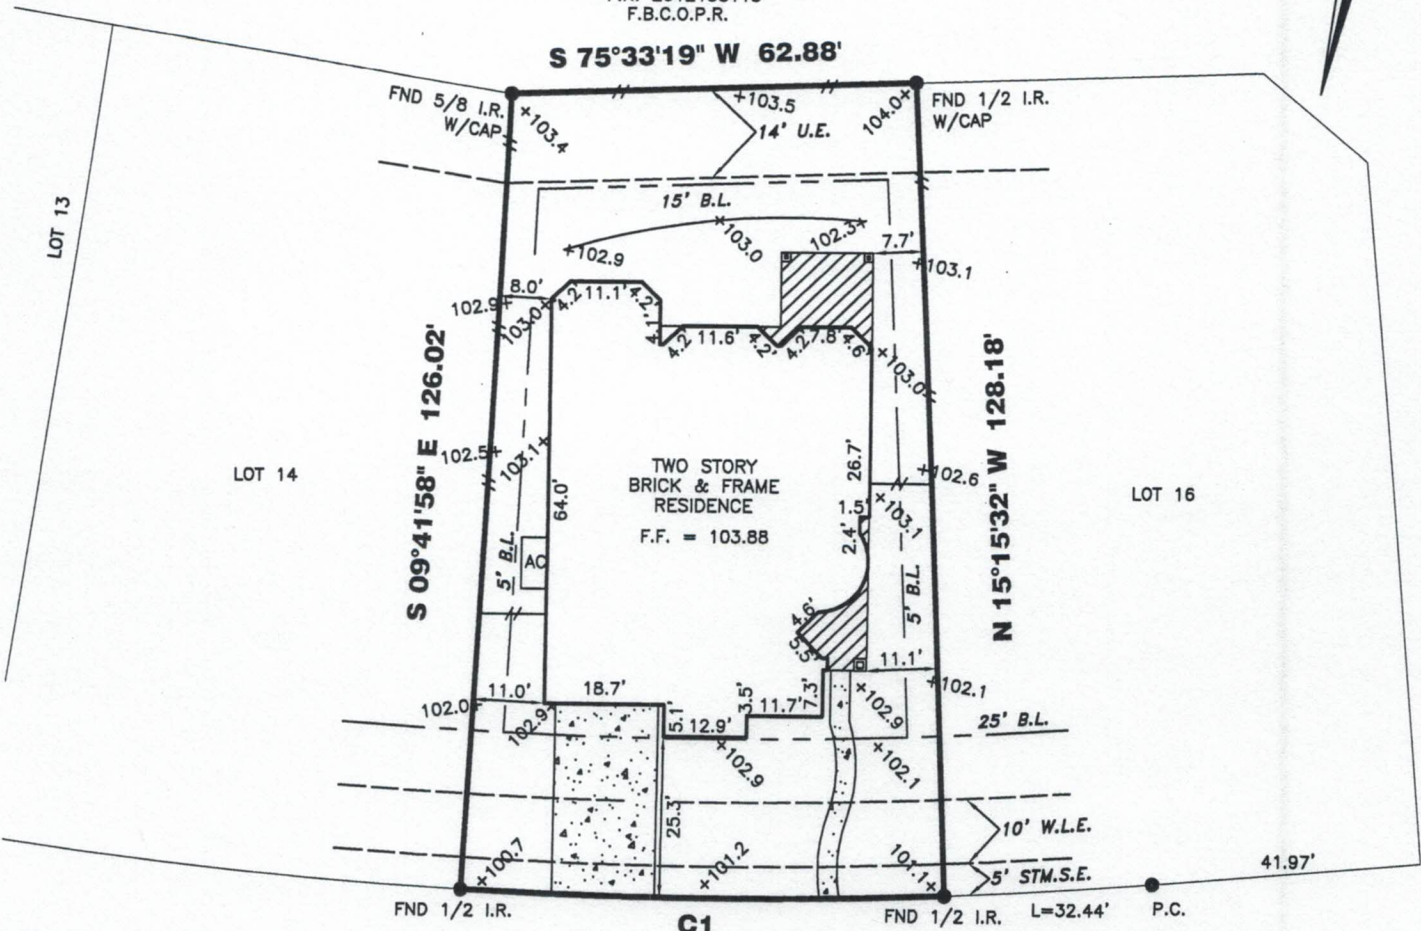 F.B.C.O.P.R.
S 75°33'19" W 62.88'
FND 5/8 I.R.
W/CAP
103.4
103.5
14' U.E.
104.0
FND 1/2 I.R.
W/CAP
LOT 13
15' B.L.
102.9
103.0
102.3
7.7'
103.1
8.0'
102.9
103.0
4.2'
11.1'
4.2'
4.1'
4.2'
11.6'
4.2'
4.2'
7.8'
4.6'
103.0
S 09°41'58" E 126.02'
N 15°15'32" W 128.18'
102.5
103.1
LOT 14
TWO STORY
BRICK & FRAME
RESIDENCE
F.F. = 103.88
26.7'
102.6
LOT 16
64.0'
1.5'
103.1
2.4'
5' B.L.
AC
5' B.L.
4.6'
5.5'
11.1'
102.1
11.0'
18.7'
102.0
102.9
5.1'
12.9'
3.5'
11.7'
7.3'
102.9
25' B.L.
102.9
102.1
25.3'
10' W.L.E.
100.7
101.2
101.1
5' STM.S.E.
41.97'
FND 1/2 I.R.
C1
FND 1/2 I.R.
L=32.44'
P.C.